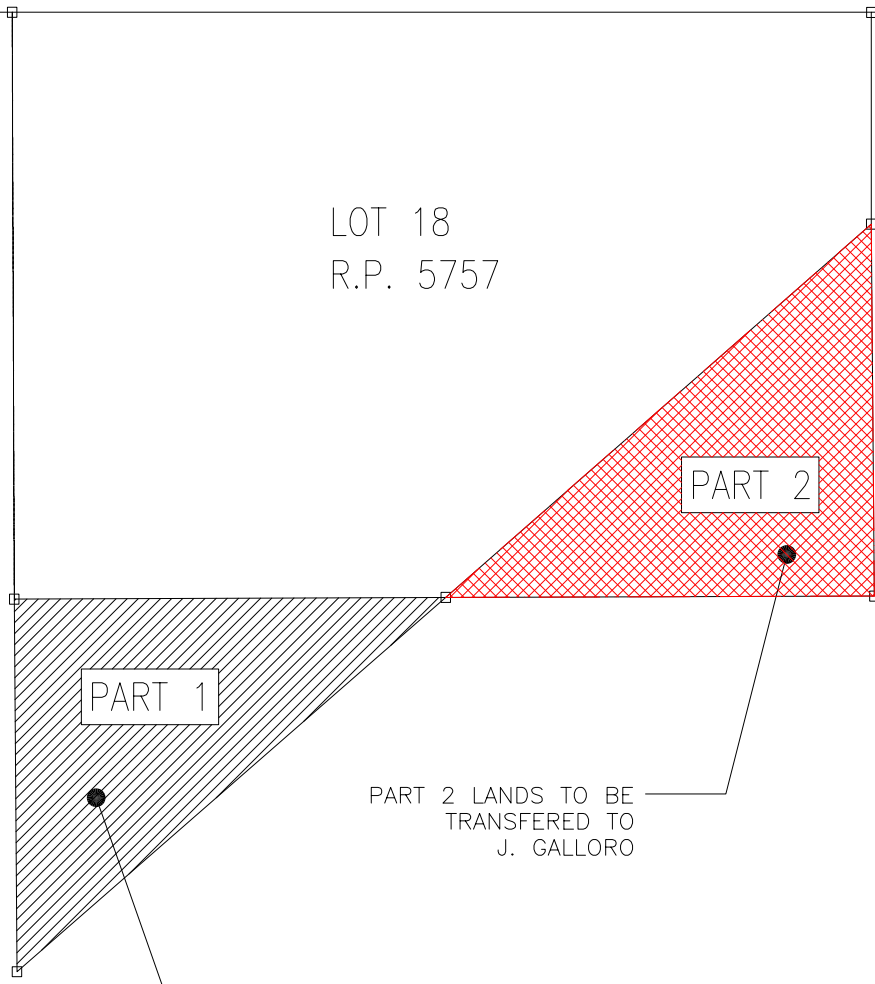 LOT 18
R.P. 5757
PART 2
PART 1
PART 2 LANDS TO BE
TRANSFERED TO
J. GALLORO